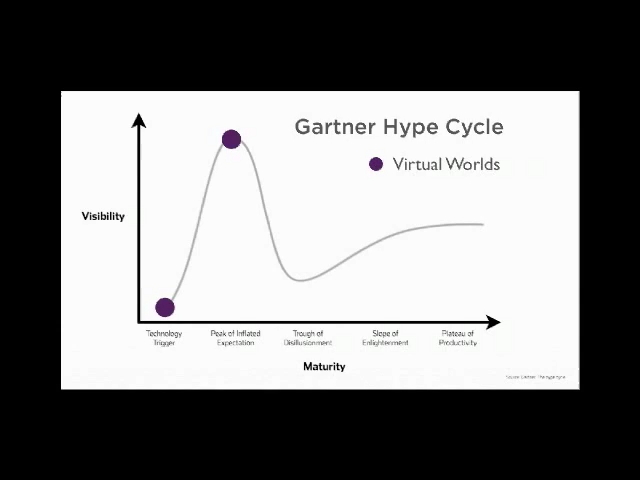 Gartner Hype Cycle
Virtual Worlds
Visibility
Technology
Trigger
Peak of Inflated
Expectation
Trough of
Disillusionment
Slope of
Enlightenment
Plateau of
Productivity
Maturity